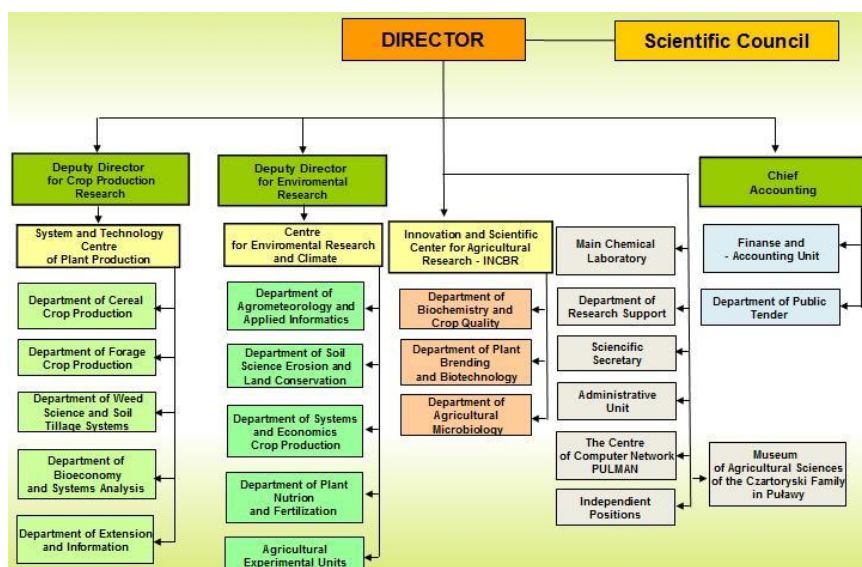 DIRECTOR
Scientific Council
Deputy Director
for Crop Production
Research
Deputy Director
for Enviromental
Research
Chief
Accounting
System and Technology
Centre
of Plant Production
Centre
for Enviromental Research
and Climate
Innovation and Scientific
Center for Agricultural
Research - INCBR
Main Chemical
Laboratory
Finanse and
- Accounting Unit
Department of Cereal
Crop Production
Department of
Agrometeorology and
Applied Informatics
Department of
Biochemistry and
Crop Quality
Department of
Research Support
Department of Public
Tender
Department of Forage
Crop Production
Department of Soil
Science Erosion and
Land Conservation
Department of Plant
Brending
and Biotechnology
Sciencific
Secretary
Department of Weed
Science and Soil
Tillage Systems
Department of Systems
and Economics
Crop Production
Department of
Agricultural
Microbiology
Administrative
Unit
Department of
Bioeconomy
and Systems Analysis
Department of Plant
Nutrion
and Fertilization
The Centre
of Computer Network
PULMAN
Museum
of Agricultural Sciences
of the Czartoryski Family
in Puławy
Department of Extension
and Information
Agricultural
Experimental Units
Independent
Positions